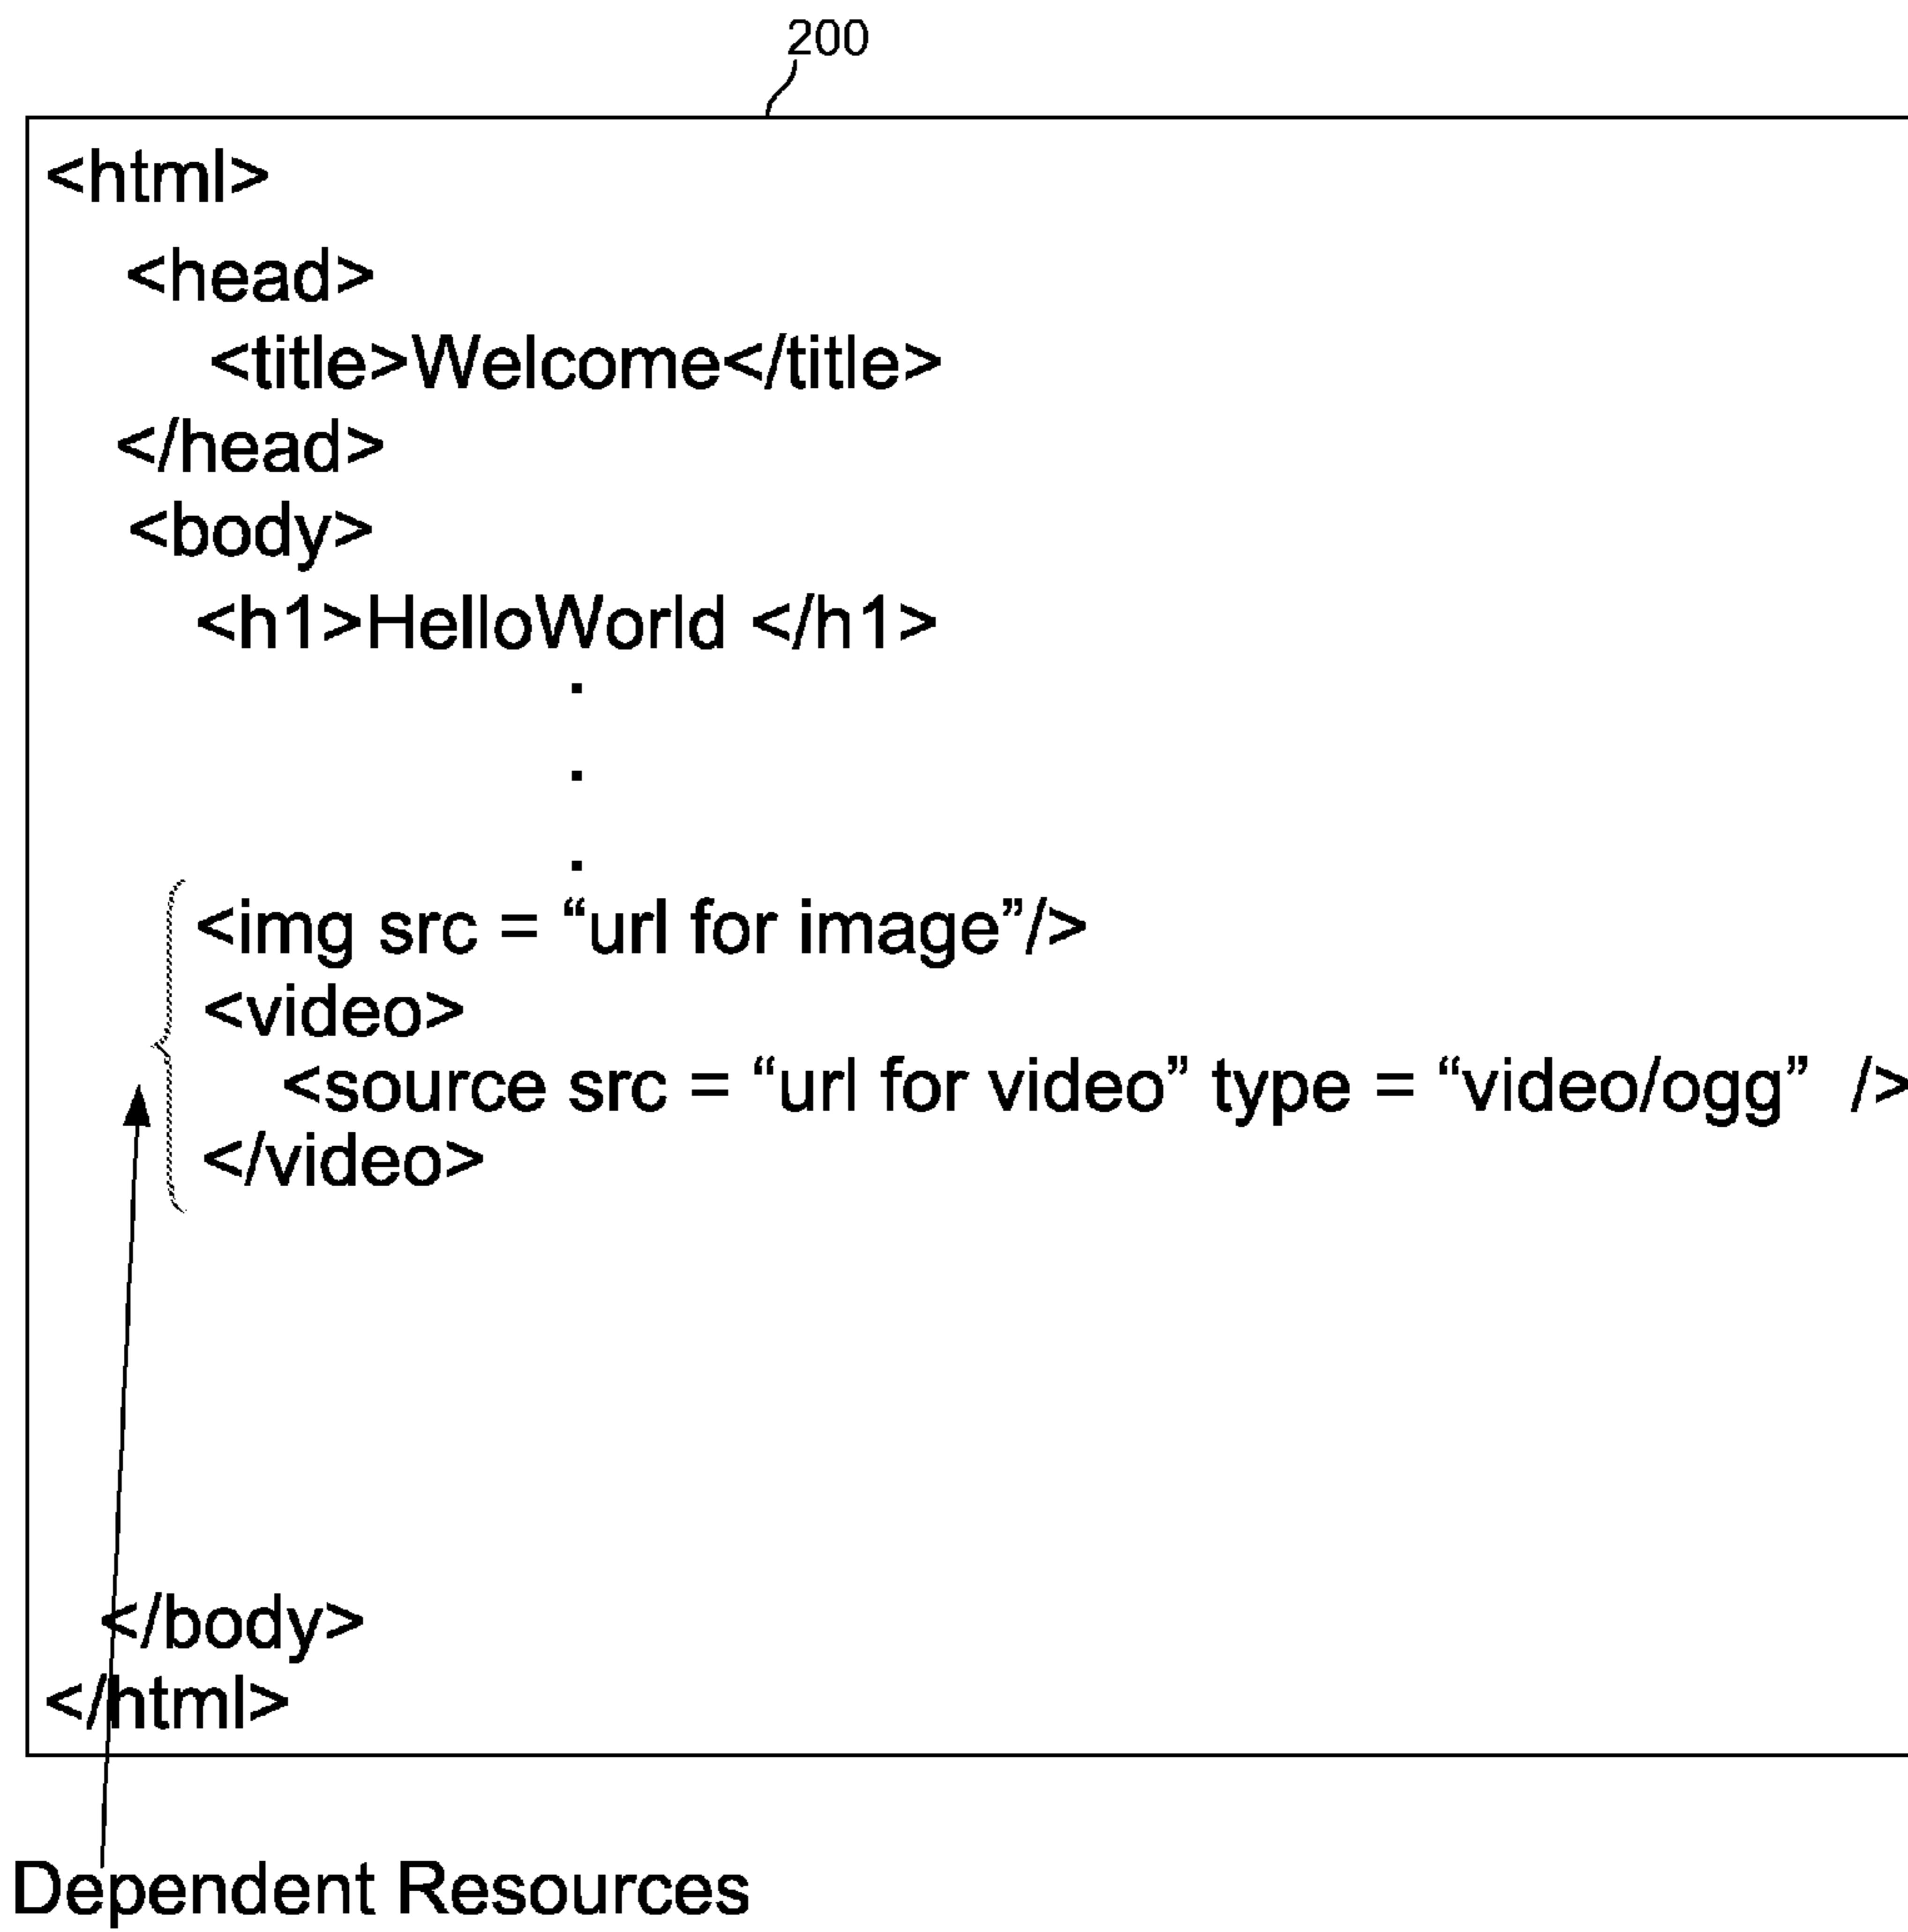 200
<html>
<head>
<title>Welcome</title>
</head>
<body>
<h1>HelloWorld </h1>
.
.
.
<img src = “url for image”/>
<video>
<source src = “url for video” type = “video/ogg”  />
</video>
</body>
</html>
Dependent Resources